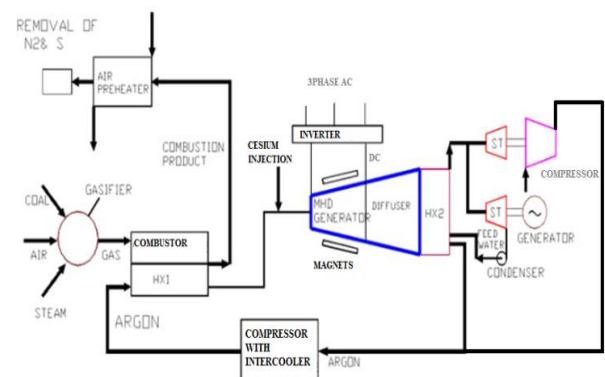 REMOVAL OF
N2& S
AIR
PREHEATER
3PHASE AC
INVERTER
CESIUM
INJECTION
COMBUSTION
PRODUCT
DC
ST
COMPRESSOR
GASIFIER
COAL
MHD
GENERATOR
DIFFUSER
HX2
ST
GENERATOR
FEED
WATER
CONDENSER
AIR
GAS
COMBUSTOR
HX1
MAGNETS
STEAM
ARGON
COMPRESSOR
WITH
INTERCOOLER
ARGON